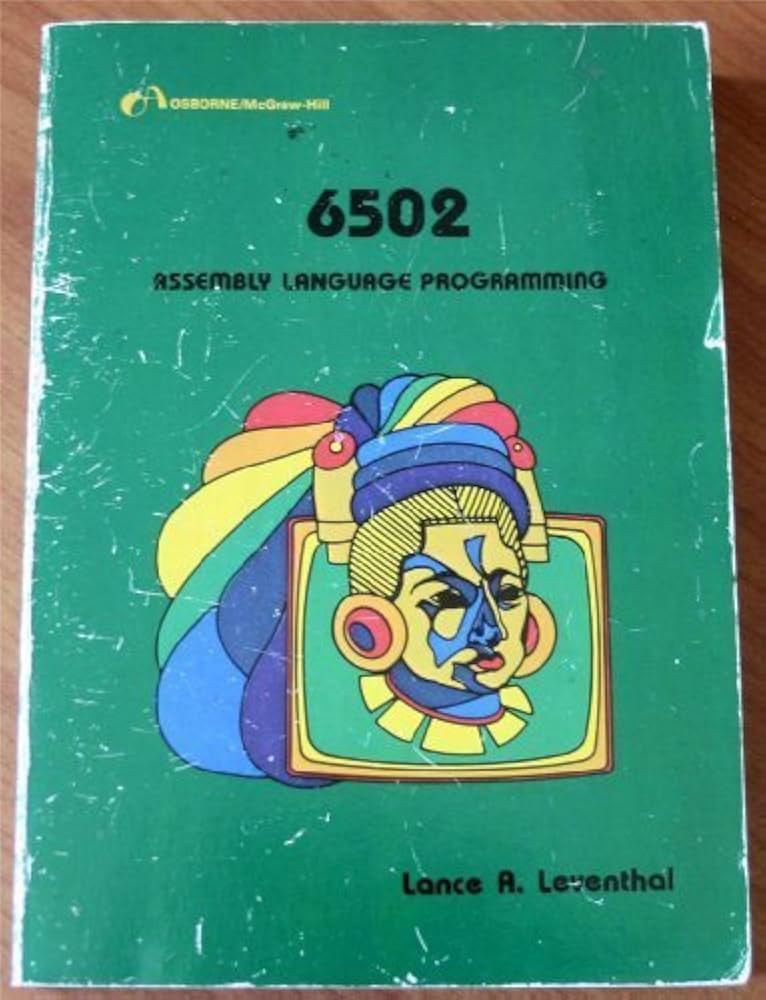 OSBORNE/McGraw-Hill
6502
ASSEMBLY LANGUAGE PROGRAMMING
Lance A. Leventhal